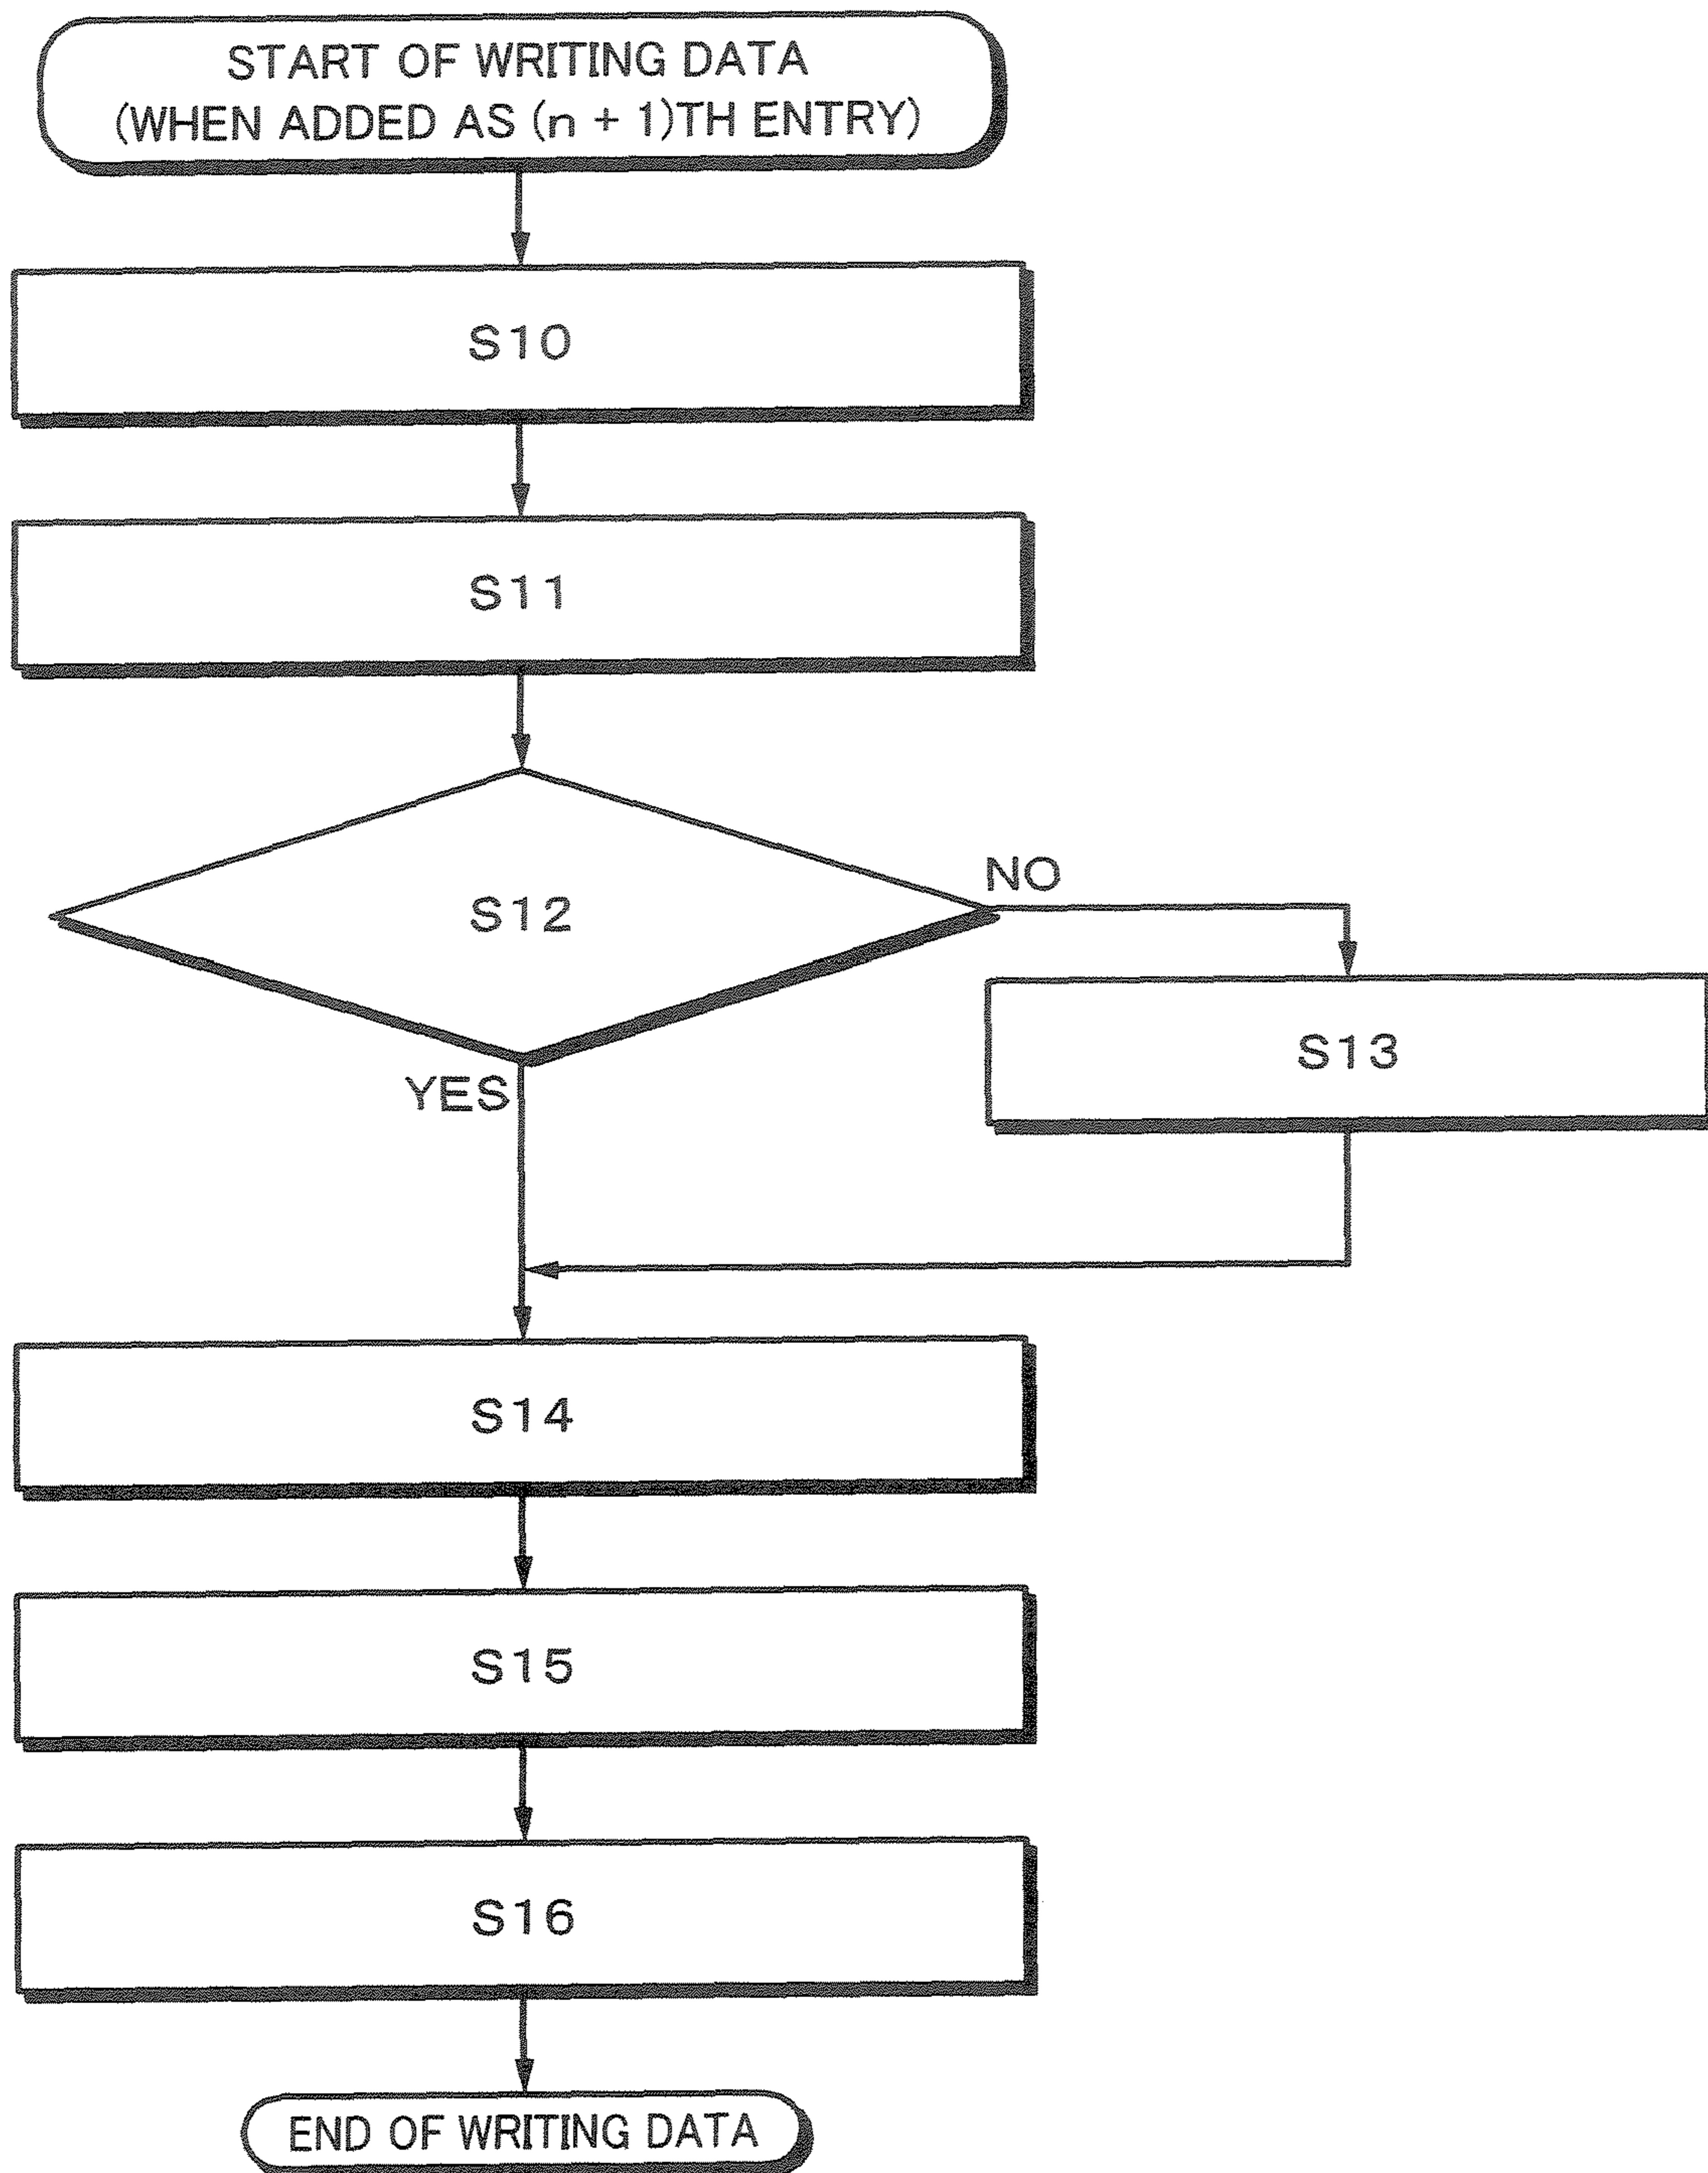 START OF WRITING DATA
(WHEN ADDED AS (n + 1)TH ENTRY)
S10
S11
S12
NO
S13
YES
S14
S15
S16
END OF WRITING DATA